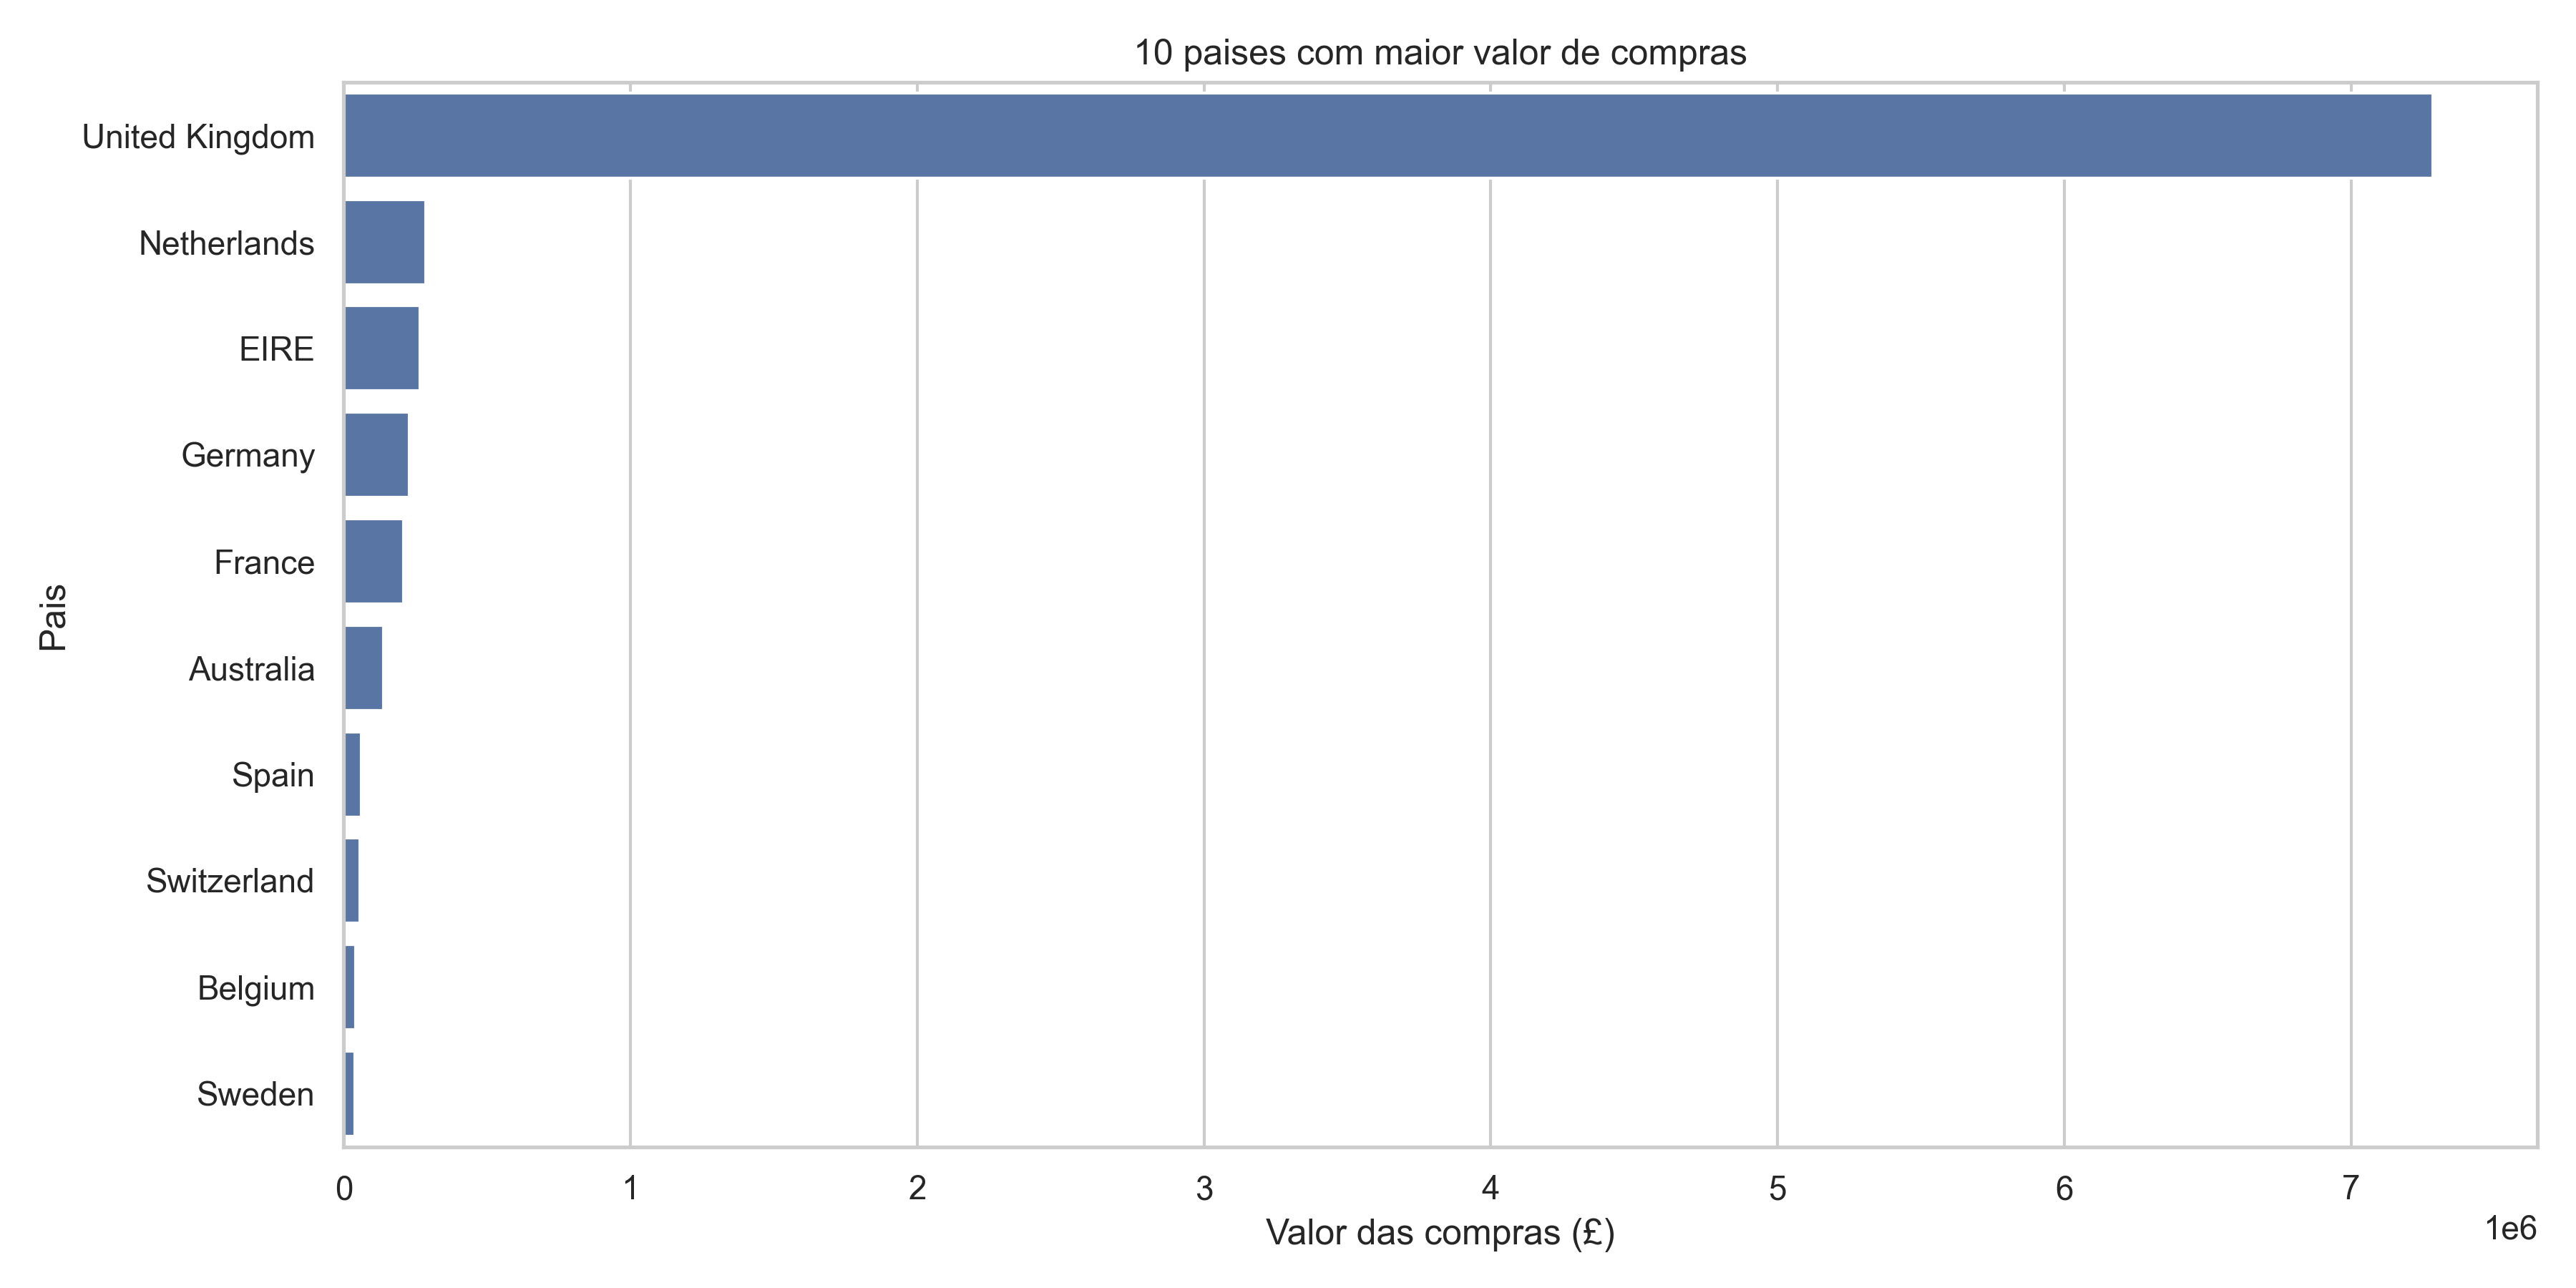 10 paises com maior valor de compras
United Kingdom
Netherlands
EIRE
Germany
France
Australia
Spain
Switzerland
Belgium
Sweden
Pais
0 1 2 3 4 5 6 7
Valor das compras (£)
1e6